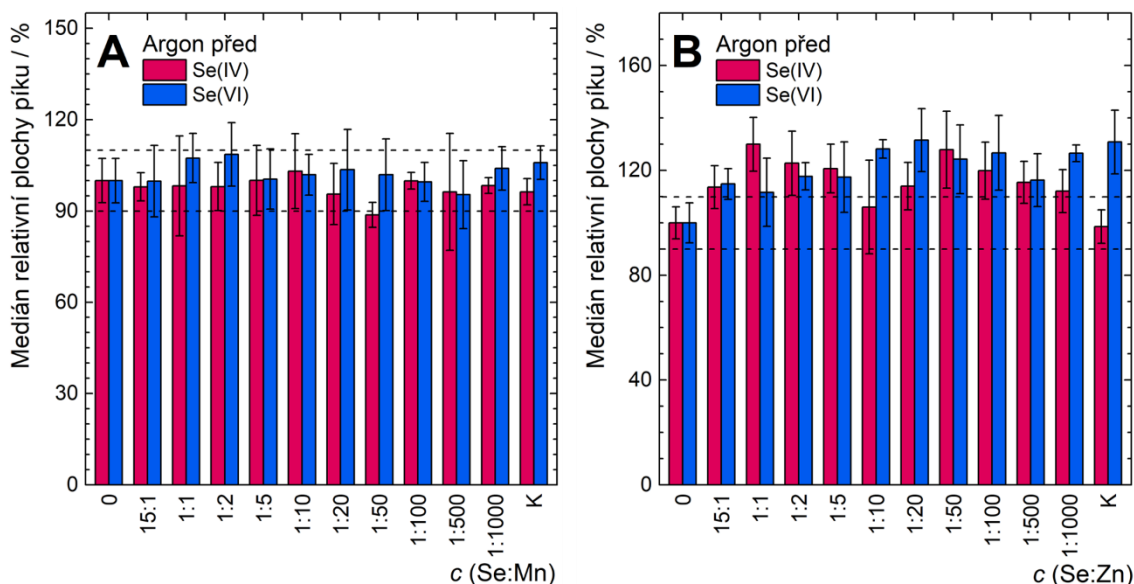 A
Argon před
Se(IV)
Se(VI)
Medián relativní plochy píku / %
150
120
90
60
30
0
0
15:1
1:1
1:2
1:5
1:10
1:20
1:50
1:100
1:500
1:1000
K
c (Se:Mn)
B
Argon před
Se(IV)
Se(VI)
Medián relativní plochy píku / %
160
120
80
40
0
0
15:1
1:1
1:2
1:5
1:10
1:20
1:50
1:100
1:500
1:1000
K
c (Se:Zn)